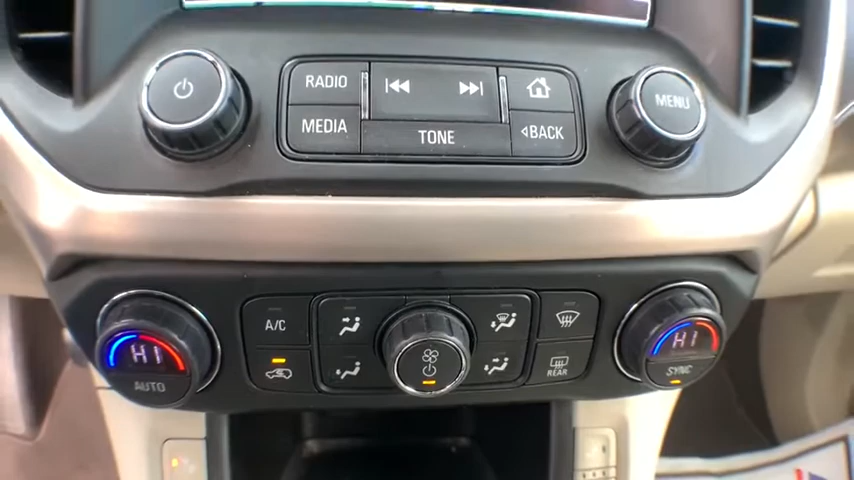 RADIO
MENU
MEDIA
TONE
BACK
A/C
HI
HI
AUTO
REAR
SYNC